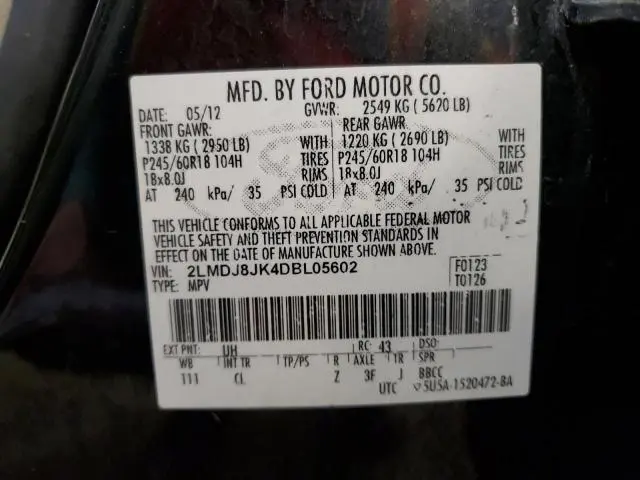 MFD. BY FORD MOTOR CO.
DATE: 05/12 GVWR: 2549 KG ( 5620 LB)
FRONT GAWR: REAR GAWR:
1338 KG ( 2950 LB) WITH 1220 KG ( 2690 LB) WITH
P245/60R18 104H TIRES P245/60R18 104H TIRES
18x8.0J RIMS 18x8.0J RIMS
AT 240 kPa/ 35 PSI COLD AT 240 kPa/ 35 PSI COLD
THIS VEHICLE CONFORMS TO ALL APPLICABLE FEDERAL MOTOR
VEHICLE SAFETY AND THEFT PREVENTION STANDARDS IN
EFFECT ON THE DATE OF MANUFACTURE SHOWN ABOVE.
VIN: 2LMDJ8JK4DBL05602 F0123
TYPE: MPV T0126
EXT PNT: UH RC: 43 DSO:
WB INT TR TP/PS R AXLE TR SPR
111 CL Z 3F J BBCC
UTC 5U5A-1520472-BA